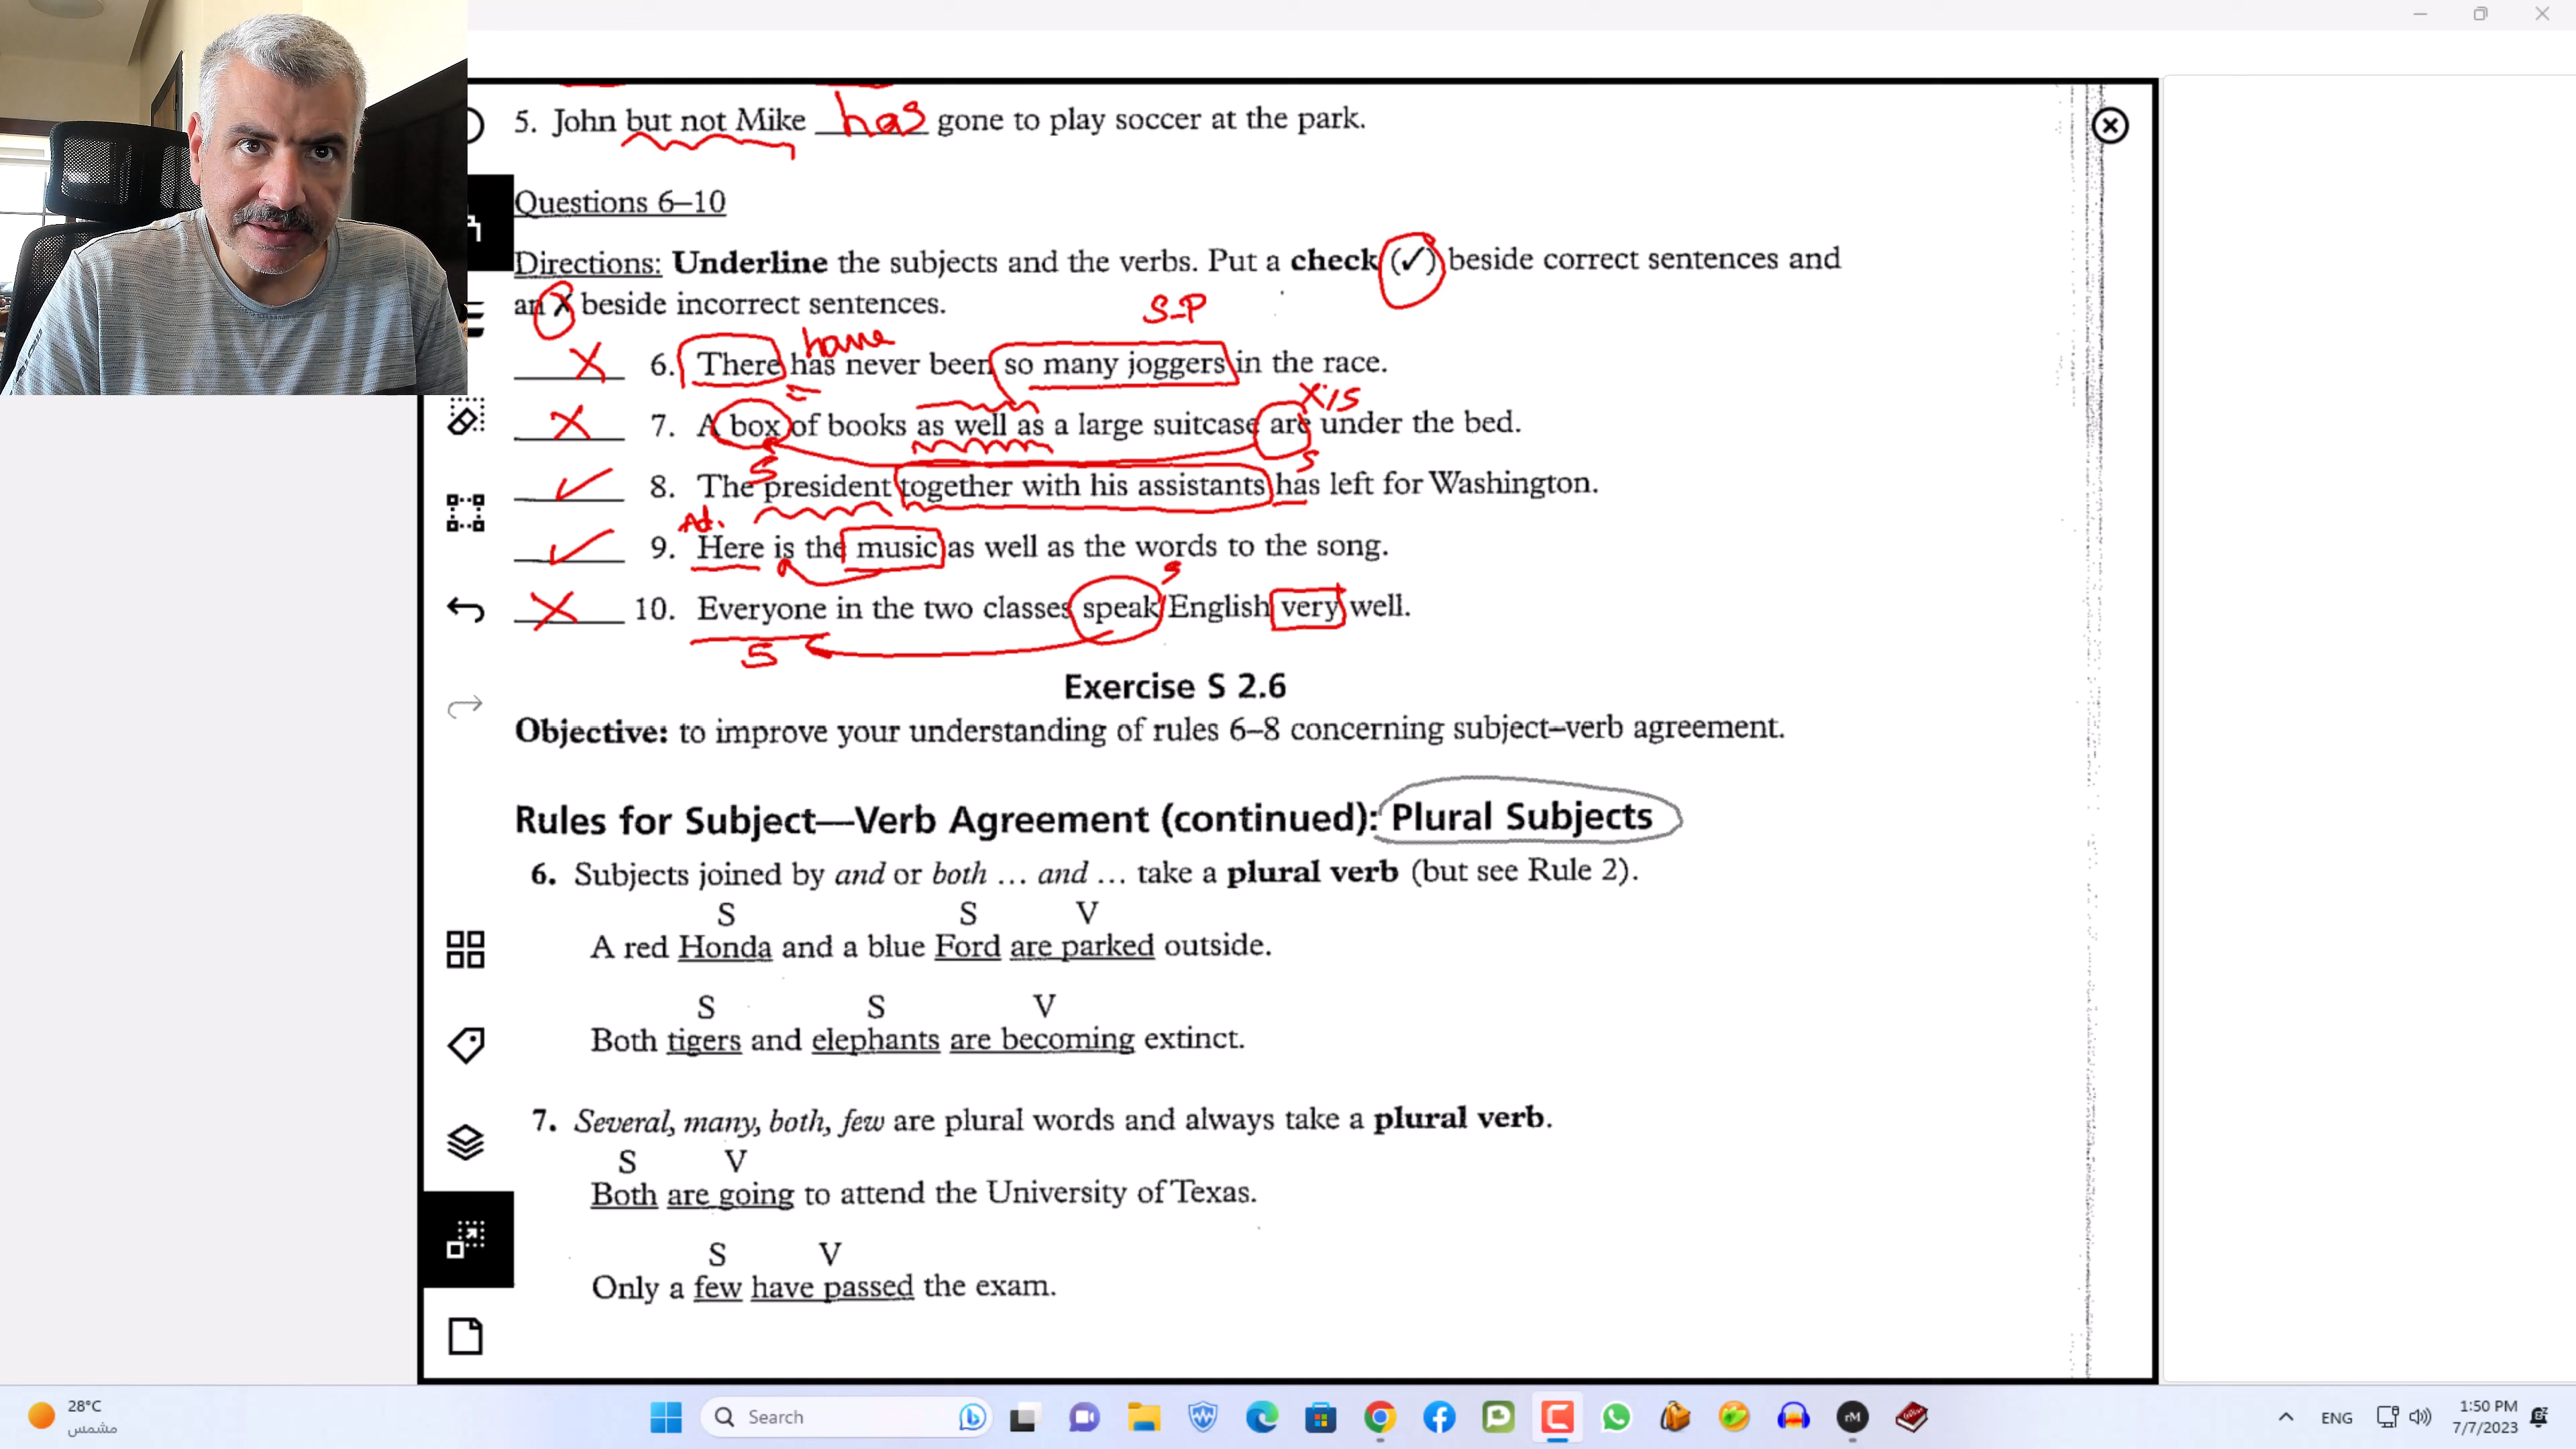 5. John but not Mike has gone to play soccer at the park.
Questions 6–10
Directions: Underline the subjects and the verbs. Put a check (✓) beside correct sentences and
an X beside incorrect sentences.
S-P
have
X 6. There has never been so many joggers in the race.
X is
X 7. A box of books as well as a large suitcase are under the bed.
S S
✓ 8. The president together with his assistants has left for Washington.
Ad.
✓ 9. Here is the music as well as the words to the song.
s
X 10. Everyone in the two classes speak English very well.
S
Exercise S 2.6
Objective: to improve your understanding of rules 6–8 concerning subject–verb agreement.
Rules for Subject—Verb Agreement (continued): Plural Subjects
6. Subjects joined by and or both … and … take a plural verb (but see Rule 2).
S S V
A red Honda and a blue Ford are parked outside.
S S V
Both tigers and elephants are becoming extinct.
7. Several, many, both, few are plural words and always take a plural verb.
S V
Both are going to attend the University of Texas.
S V
Only a few have passed the exam.
28°C
مشمس
Search
rM
ENG
1:50 PM
7/7/2023